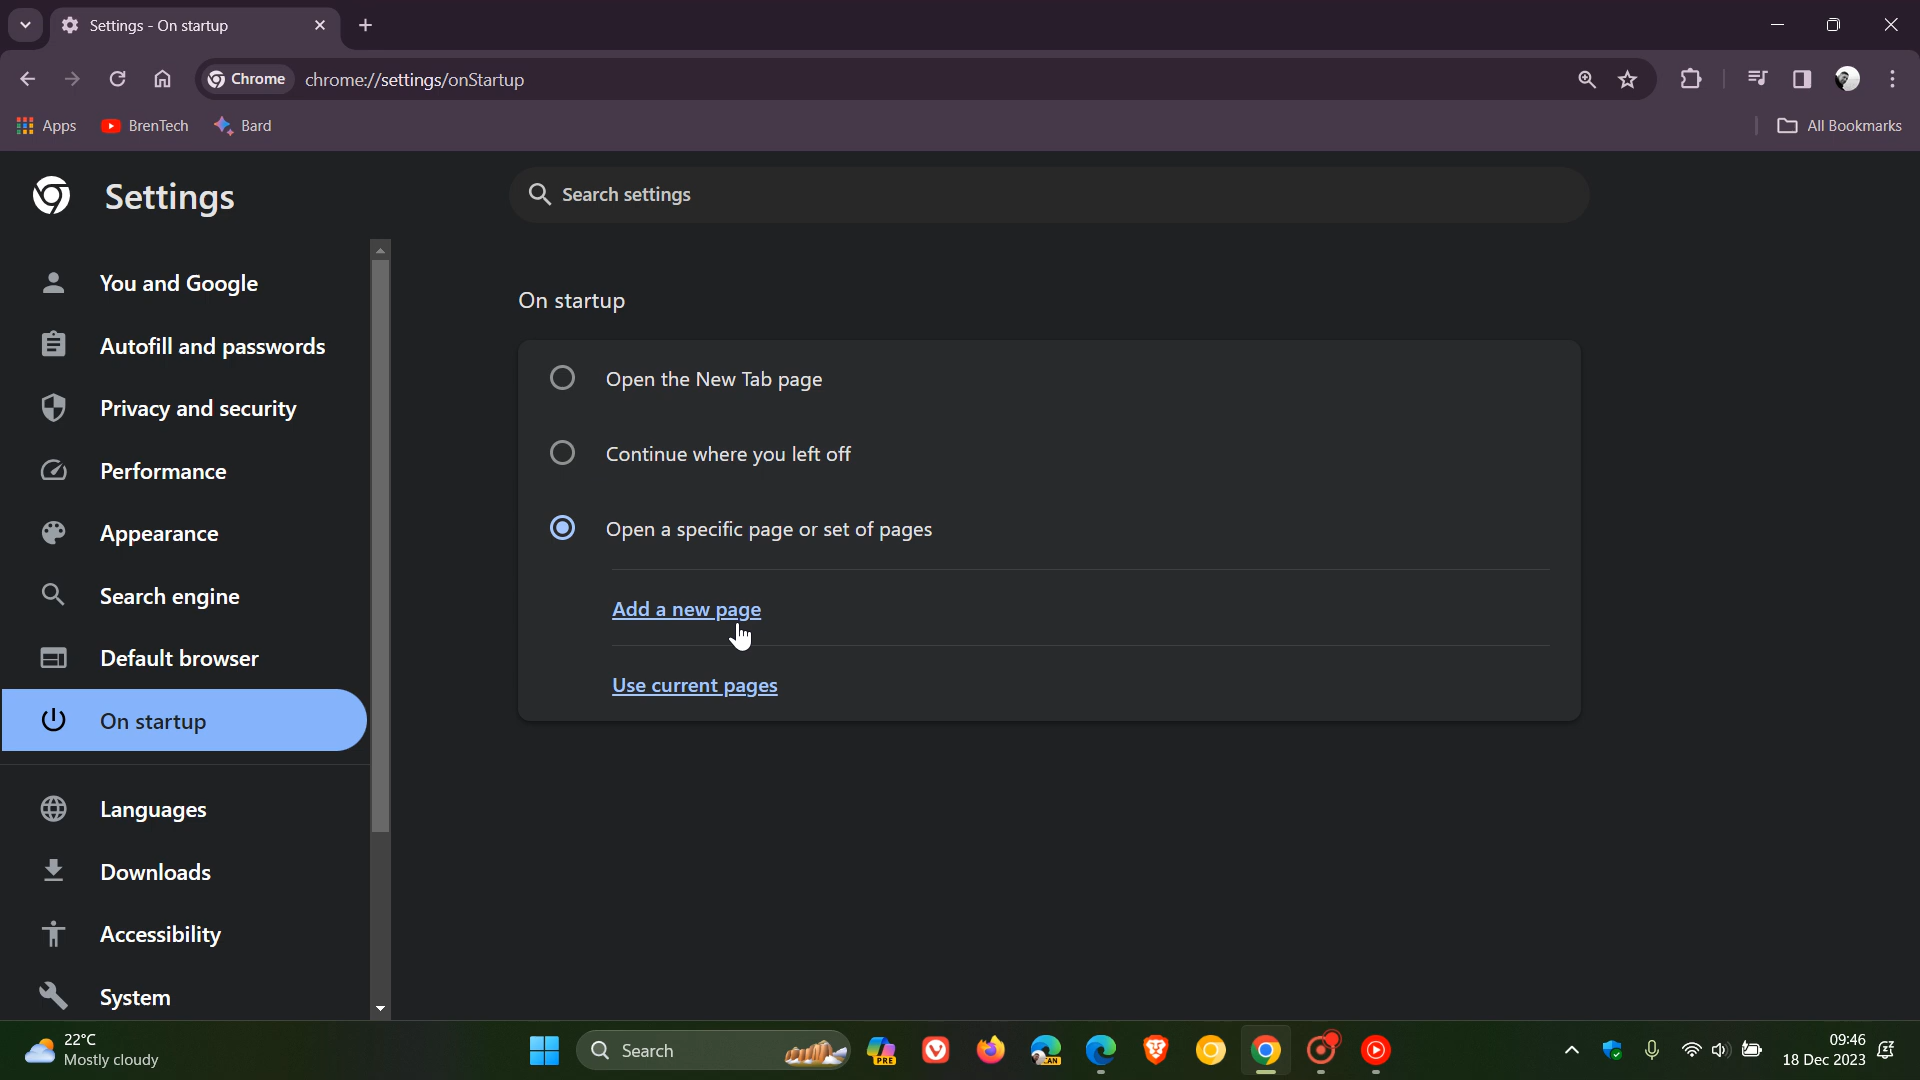 Settings - On startup
Chrome
chrome://settings/onStartup
Apps
BrenTech
Bard
All Bookmarks
Settings
Search settings
You and Google
Autofill and passwords
Privacy and security
Performance
Appearance
Search engine
Default browser
On startup
Languages
Downloads
Accessibility
System
On startup
Open the New Tab page
Continue where you left off
Open a specific page or set of pages
Add a new page
Use current pages
22°C
Mostly cloudy
Search
PRE
CAN
09:46
18 Dec 2023